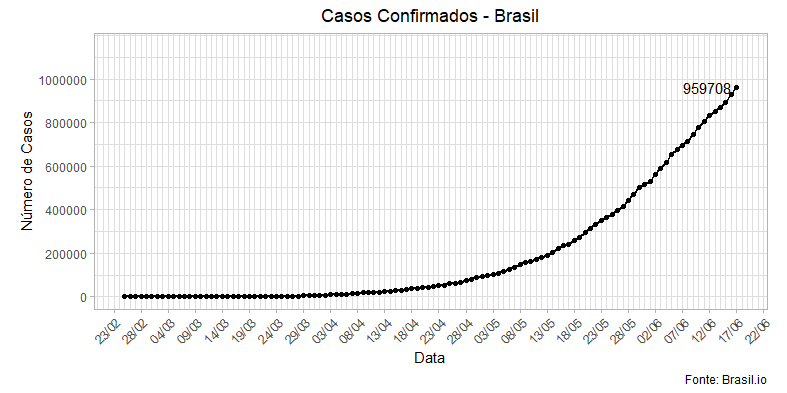 Casos Confirmados - Brasil
Número de Casos
1000000
800000
600000
400000
200000
0
959708
23/02 28/02 04/03 09/03 14/03 19/03 24/03 29/03 03/04 08/04 13/04 18/04 23/04 28/04 03/05 08/05 13/05 18/05 23/05 28/05 02/06 07/06 12/06 17/06 22/06
Data
Fonte: Brasil.io